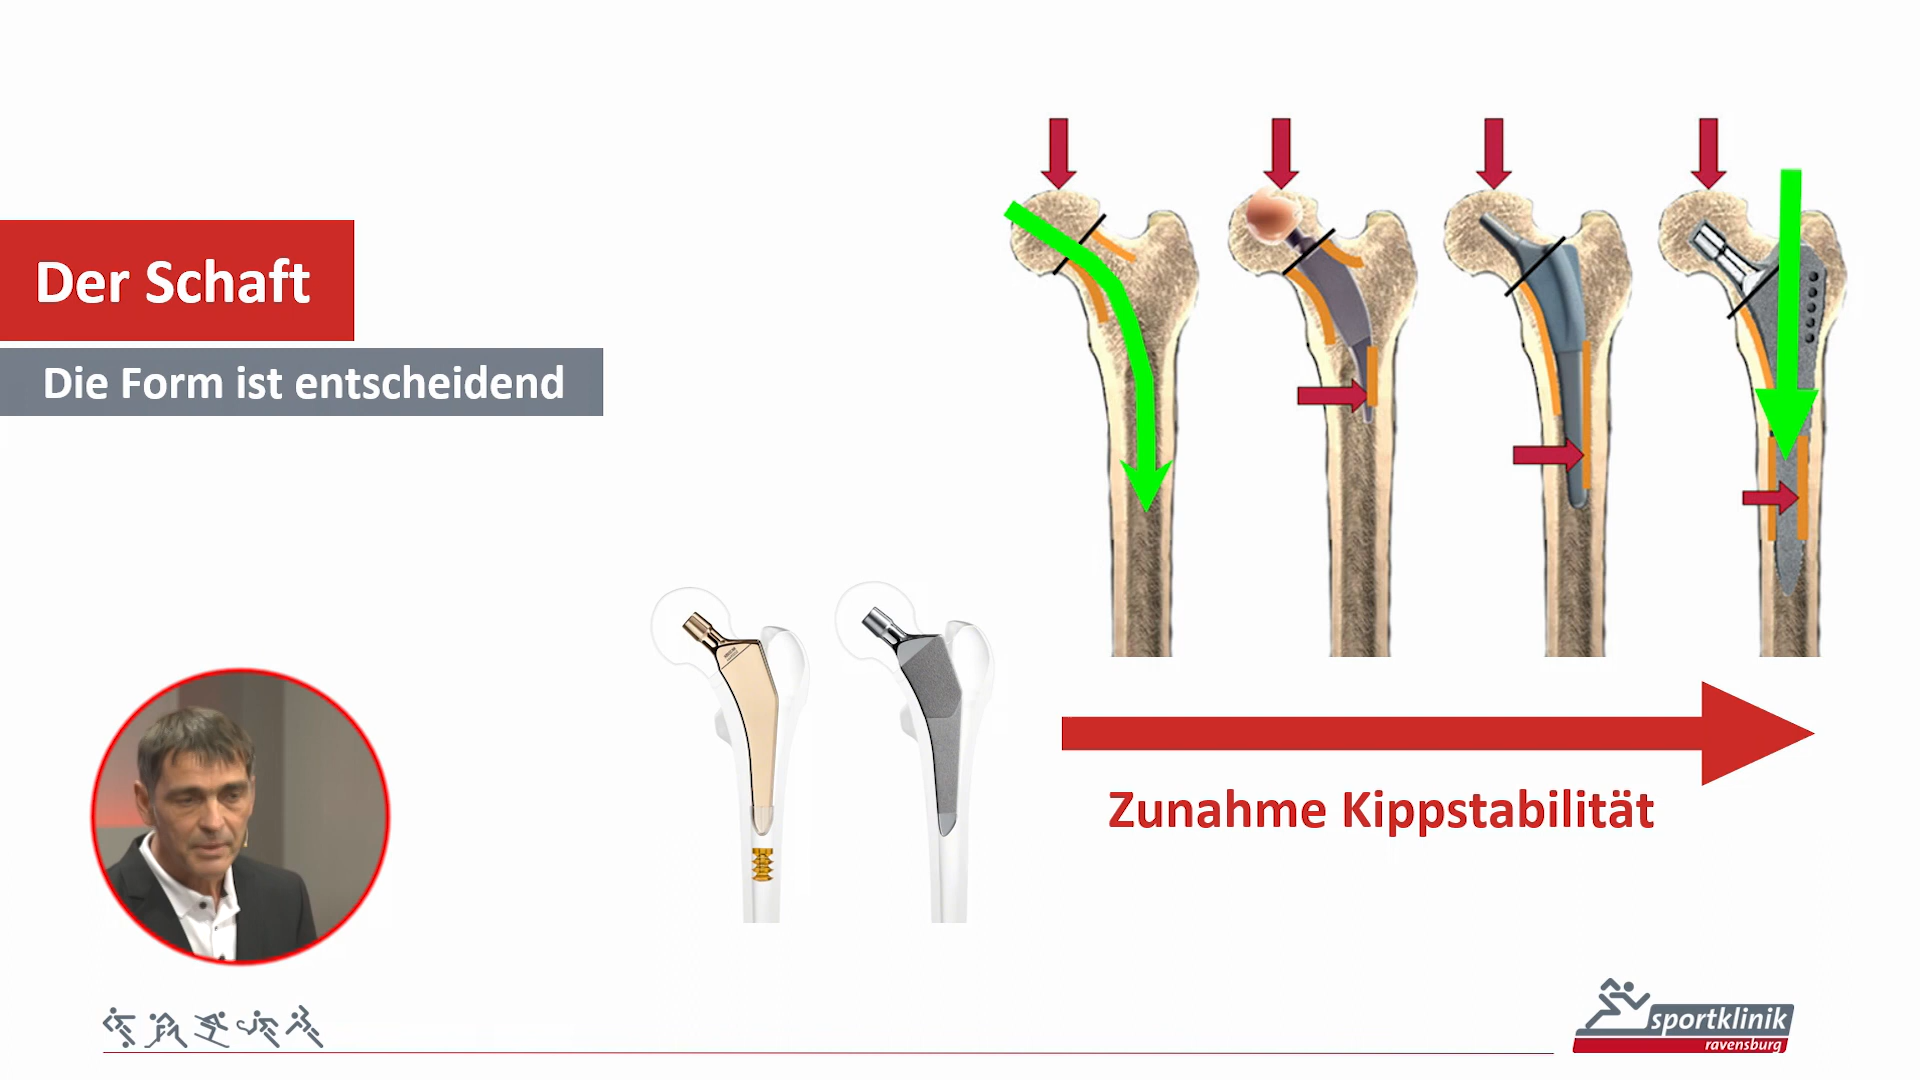 Der Schaft
Die Form ist entscheidend
Zunahme Kippstabilität
sportklinik
ravensburg